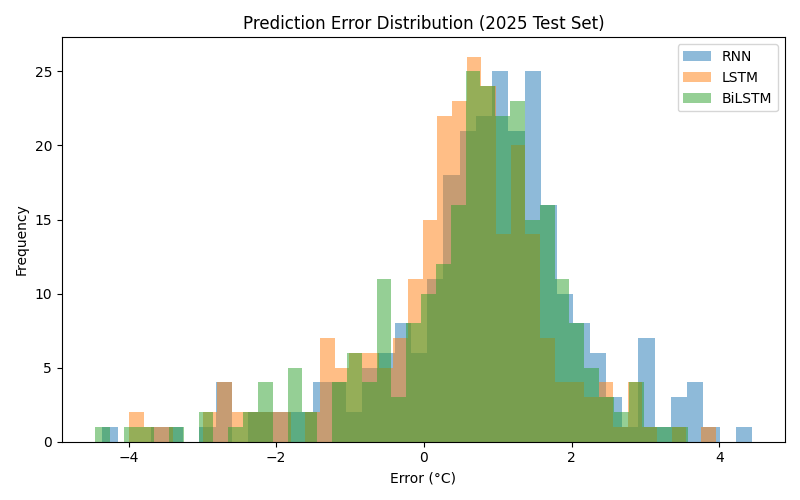 Prediction Error Distribution (2025 Test Set)
RNN
LSTM
BiLSTM
Frequency
25
20
15
10
5
0
−4
−2
0
2
4
Error (°C)